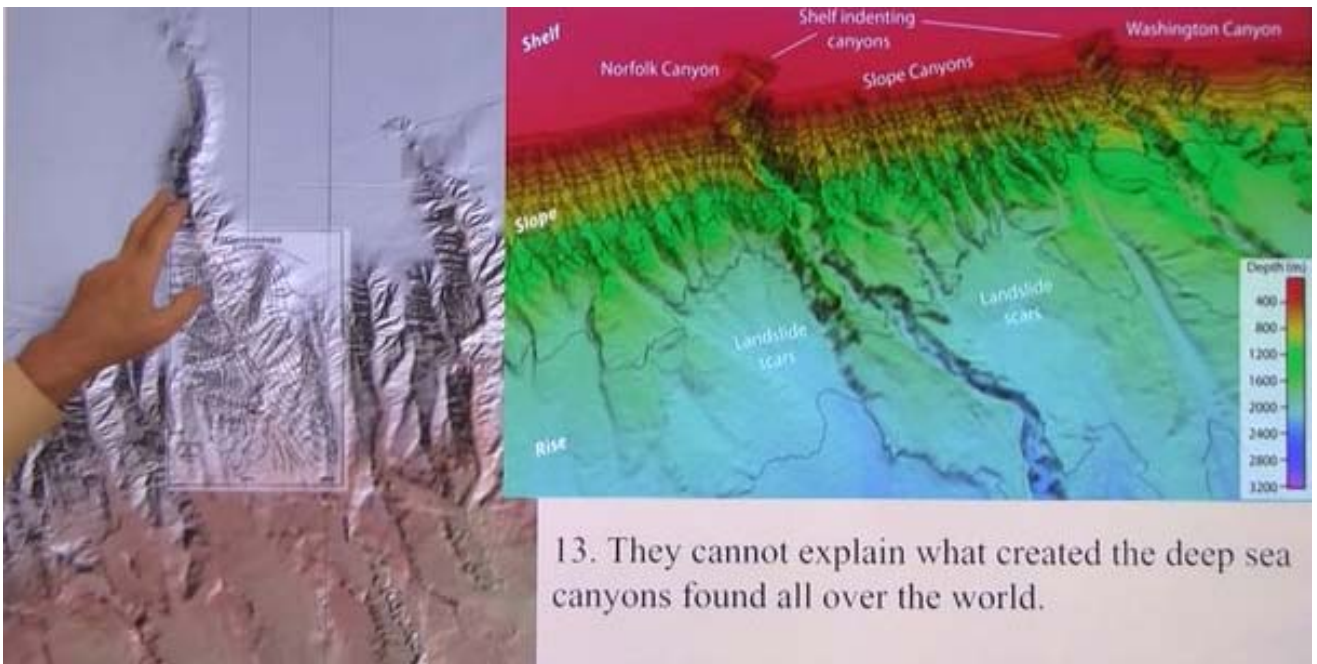 Shelf
Shelf indenting
canyons
Washington Canyon
Norfolk Canyon
Slope Canyons
Slope
Landslide
scars
Landslide
scars
Rise
Depth (m)
400
800
1200
1600
2000
2400
2800
3200
13. They cannot explain what created the deep sea
canyons found all over the world.